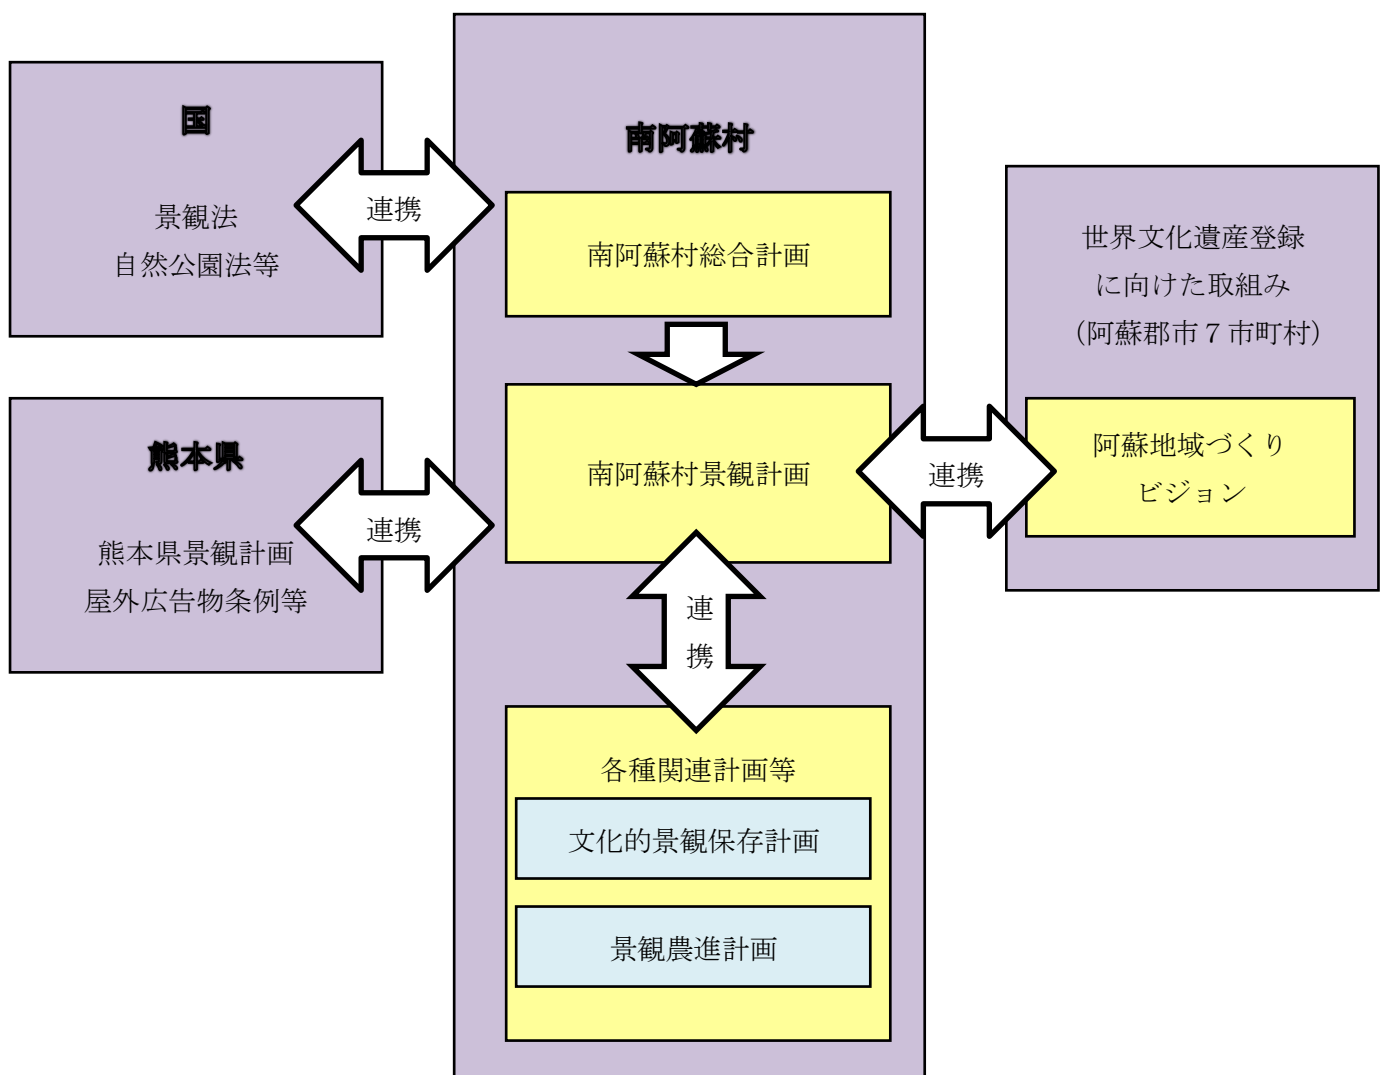 国
景観法
自然公園法等
連携
熊本県
熊本県景観計画
屋外広告物条例等
連携
南阿蘇村
南阿蘇村総合計画
南阿蘇村景観計画
連
携
各種関連計画等
文化的景観保存計画
景観農進計画
連携
世界文化遺産登録
に向けた取組み
（阿蘇郡市７市町村）
阿蘇地域づくり
ビジョン